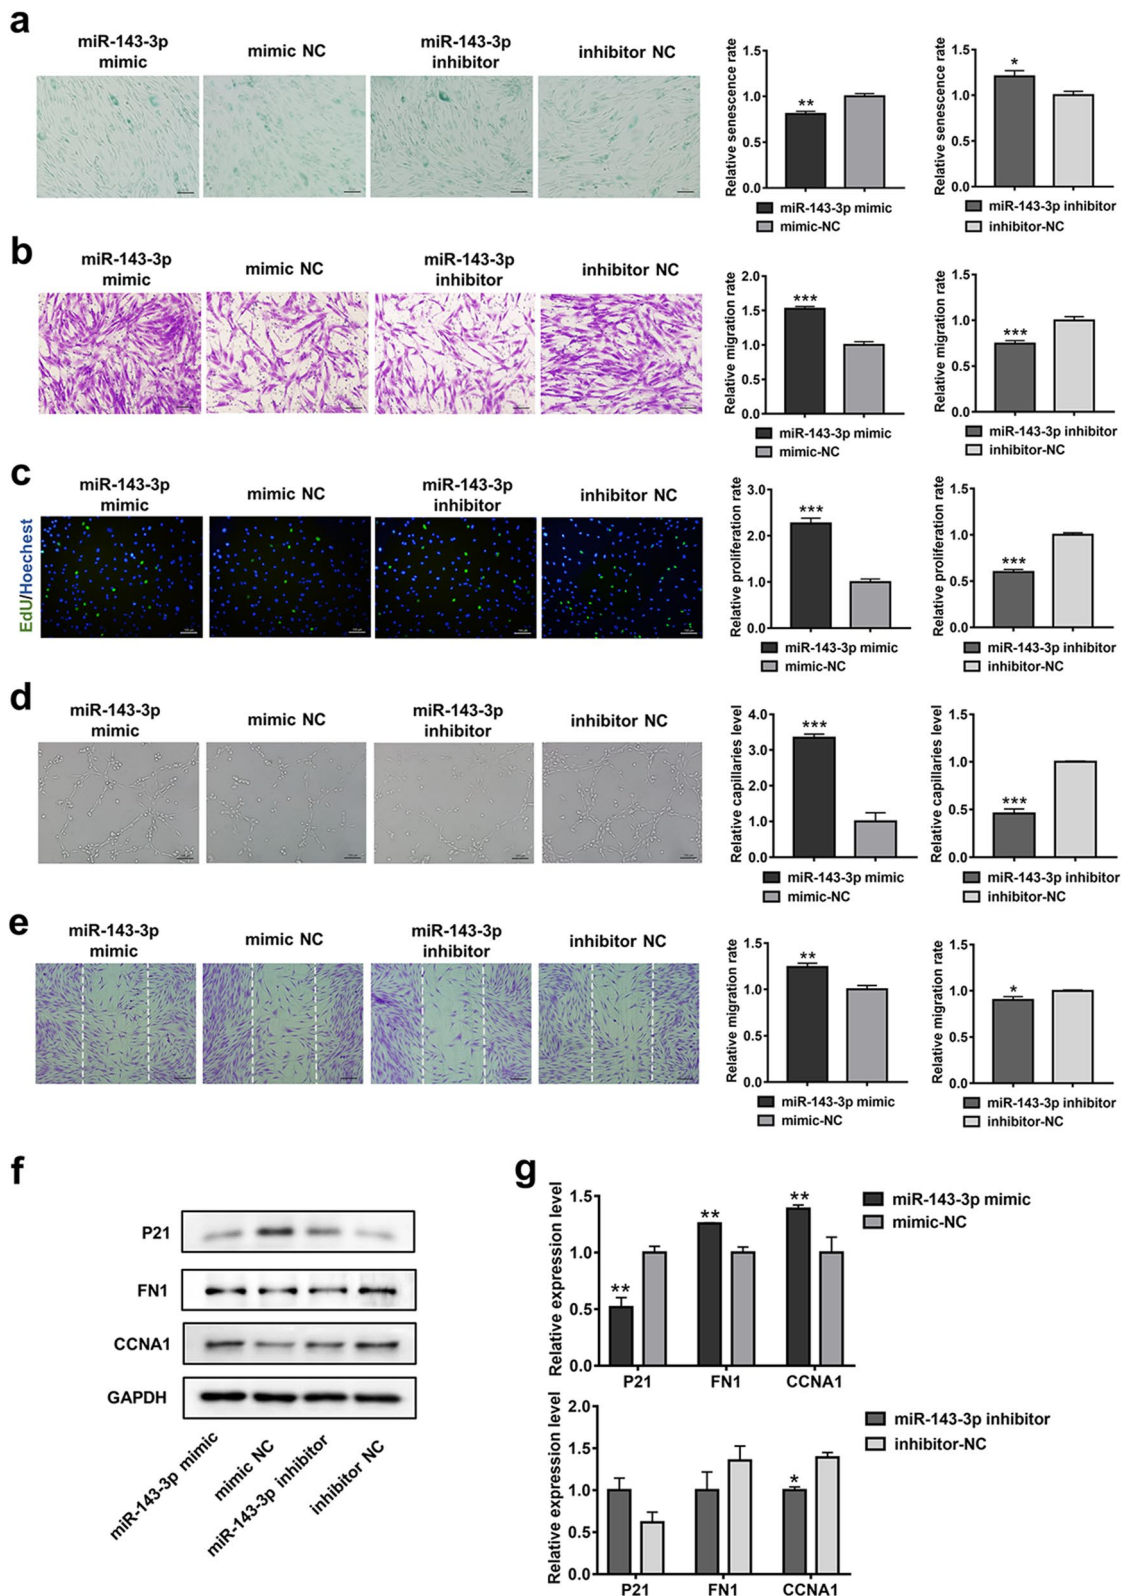 a
miR-143-3p
mimic
mimic NC
miR-143-3p
inhibitor
inhibitor NC
Relative senescence rate
1.5
1.0
0.5
0.0
**
miR-143-3p mimic
mimic-NC
Relative senescence rate
1.5
1.0
0.5
0.0
*
miR-143-3p inhibitor
inhibitor-NC
b
miR-143-3p
mimic
mimic NC
miR-143-3p
inhibitor
inhibitor NC
Relative migration rate
2.0
1.5
1.0
0.5
0.0
***
miR-143-3p mimic
mimic-NC
Relative migration rate
1.5
1.0
0.5
0.0
***
miR-143-3p inhibitor
inhibitor-NC
c
miR-143-3p
mimic
mimic NC
miR-143-3p
inhibitor
inhibitor NC
EdU/Hoechest
Relative proliferation rate
3.0
2.0
1.0
0.0
***
miR-143-3p mimic
mimic-NC
Relative proliferation rate
1.5
1.0
0.5
0.0
***
miR-143-3p inhibitor
inhibitor-NC
d
miR-143-3p
mimic
mimic NC
miR-143-3p
inhibitor
inhibitor NC
Relative capillaries level
4.0
3.0
2.0
1.0
0.0
***
miR-143-3p mimic
mimic-NC
Relative capillaries level
1.5
1.0
0.5
0.0
***
miR-143-3p inhibitor
inhibitor-NC
e
miR-143-3p
mimic
mimic NC
miR-143-3p
inhibitor
inhibitor NC
Relative migration rate
1.5
1.0
0.5
0.0
**
miR-143-3p mimic
mimic-NC
Relative migration rate
1.5
1.0
0.5
0.0
*
miR-143-3p inhibitor
inhibitor-NC
f
P21
FN1
CCNA1
GAPDH
miR-143-3p mimic
mimic NC
miR-143-3p inhibitor
inhibitor NC
g
Relative expression level
1.5
1.0
0.5
0.0
**
**
**
P21
FN1
CCNA1
miR-143-3p mimic
mimic-NC
Relative expression level
2.0
1.5
1.0
0.5
0.0
*
P21
FN1
CCNA1
miR-143-3p inhibitor
inhibitor-NC